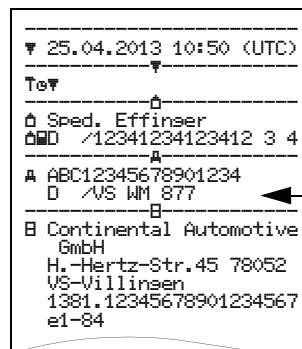 ▼ 25.04.2013 10:50 (UTC)
Sped. Effinger
D /12341234123412 3 4
ABC12345678901234
D /VS WM 877
Continental Automotive
GmbH
H.-Hertz-Str.45 78052
VS-Villingen
1381.12345678901234567
e1-84